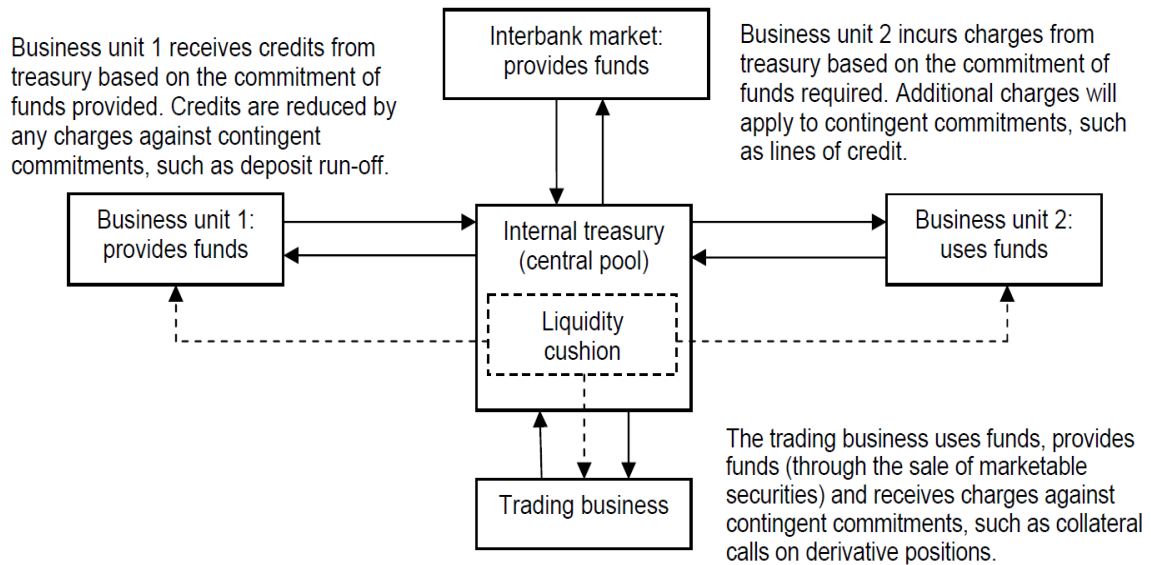 Business unit 1 receives credits from
treasury based on the commitment of
funds provided. Credits are reduced by
any charges against contingent
commitments, such as deposit run-off.
Interbank market:
provides funds
Business unit 2 incurs charges from
treasury based on the commitment of
funds required. Additional charges will
apply to contingent commitments, such
as lines of credit.
Business unit 1:
provides funds
Internal treasury
(central pool)
Business unit 2:
uses funds
Liquidity
cushion
Trading business
The trading business uses funds, provides
funds (through the sale of marketable
securities) and receives charges against
contingent commitments, such as collateral
calls on derivative positions.